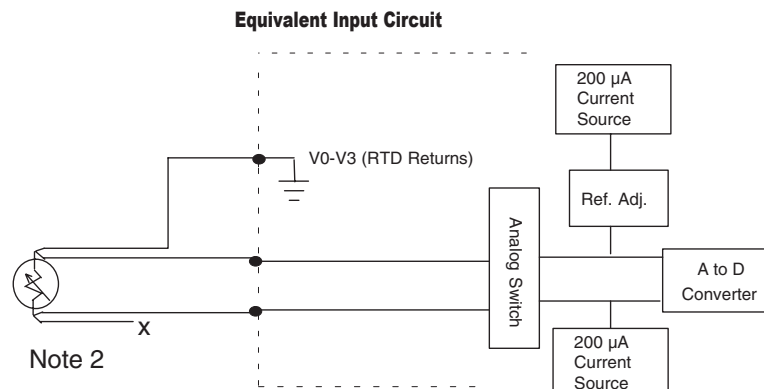 Equivalent Input Circuit
200 µA
Current
Source
V0-V3 (RTD Returns)
Ref. Adj.
Analog Switch
A to D
Converter
X
Note 2
200 µA
Current
Source